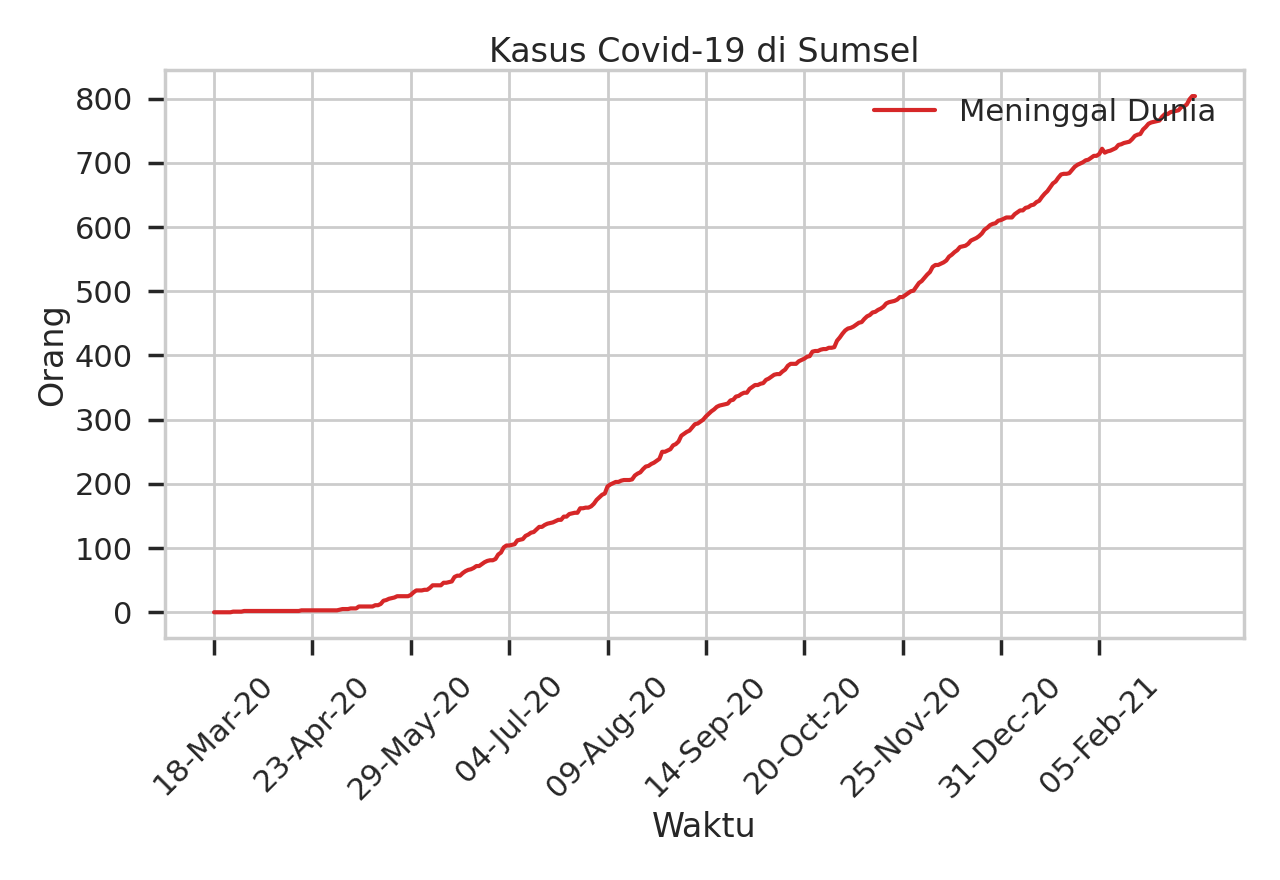 Kasus Covid-19 di Sumsel
Meninggal Dunia
Orang
800
700
600
500
400
300
200
100
0
18-Mar-20
23-Apr-20
29-May-20
04-Jul-20
09-Aug-20
14-Sep-20
20-Oct-20
25-Nov-20
31-Dec-20
05-Feb-21
Waktu